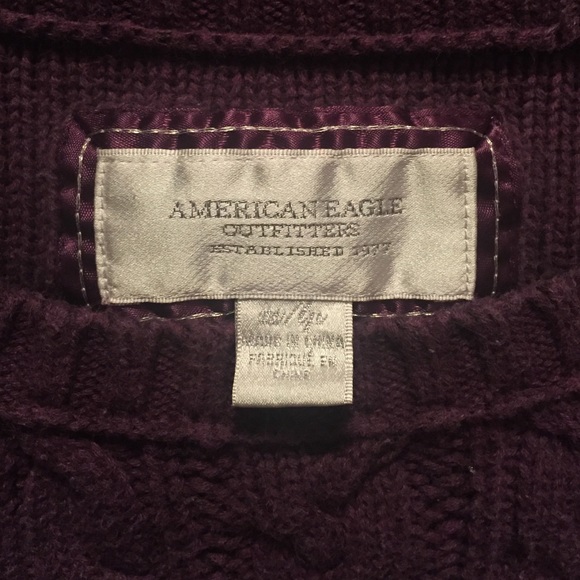 AMERICAN EAGLE
OUTFITTERS
ESTABLISHED 1977
MADE IN CHINA
FABRIQUÉ EN
CHINE